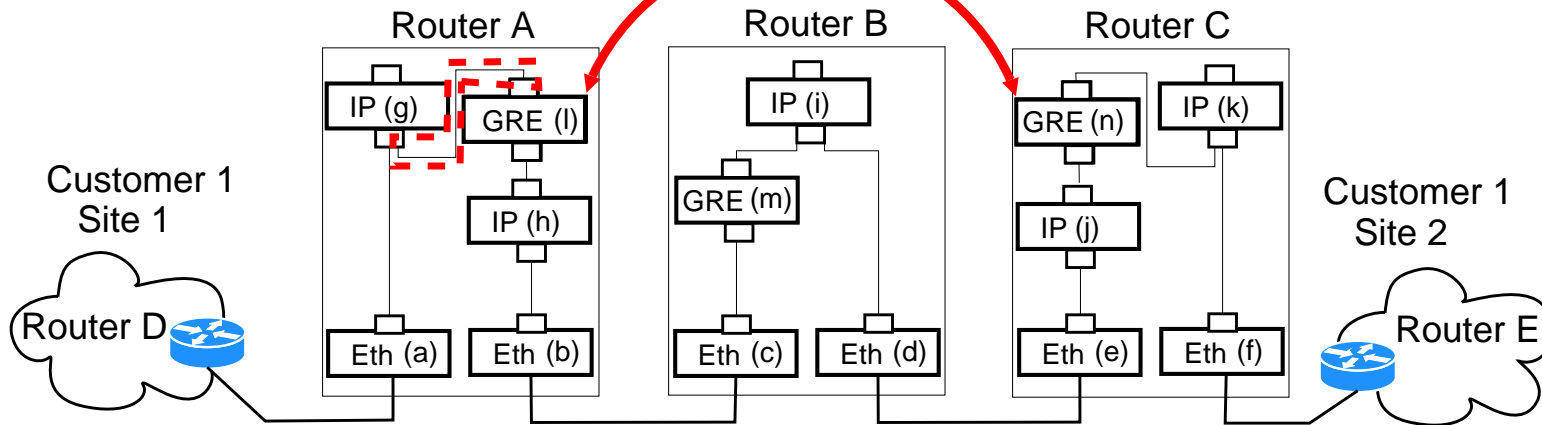 Router A
Router B
Router C
IP (g)
GRE (l)
IP (i)
GRE (n)
IP (k)
Customer 1
Site 1
GRE (m)
IP (h)
IP (j)
Customer 1
Site 2
Router D
Eth (a)
Eth (b)
Eth (c)
Eth (d)
Eth (e)
Eth (f)
Router E